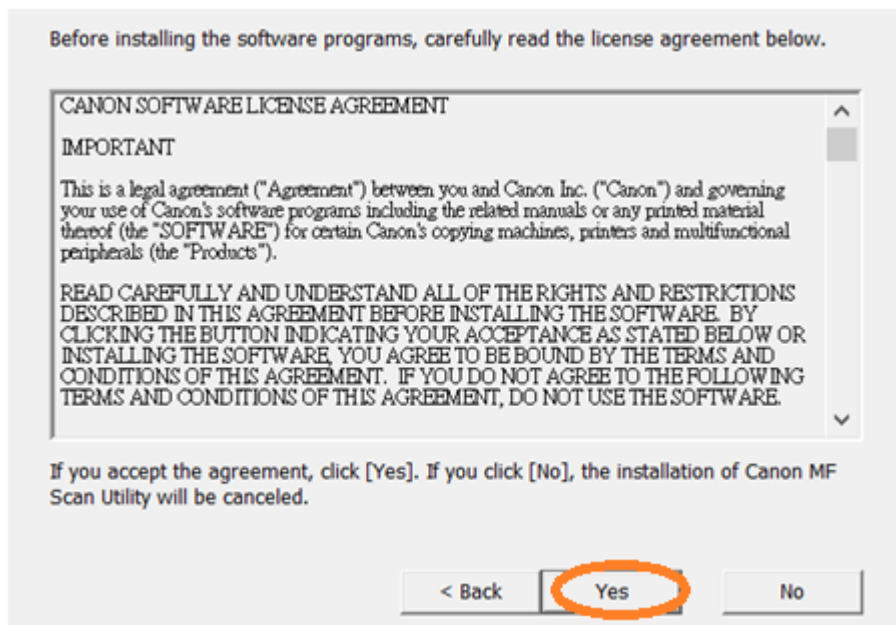 Before installing the software programs, carefully read the license agreement below.
CANON SOFTWARE LICENSE AGREEMENT
IMPORTANT
This is a legal agreement ("Agreement") between you and Canon Inc. ("Canon") and governing
your use of Canon's software programs including the related manuals or any printed material
thereof (the "SOFTWARE") for certain Canon's copying machines, printers and multifunctional
peripherals (the "Products").
READ CAREFULLY AND UNDERSTAND ALL OF THE RIGHTS AND RESTRICTIONS
DESCRIBED IN THIS AGREEMENT BEFORE INSTALLING THE SOFTWARE. BY
CLICKING THE BUTTON INDICATING YOUR ACCEPTANCE AS STATED BELOW OR
INSTALLING THE SOFTWARE, YOU AGREE TO BE BOUND BY THE TERMS AND
CONDITIONS OF THIS AGREEMENT. IF YOU DO NOT AGREE TO THE FOLLOWING
TERMS AND CONDITIONS OF THIS AGREEMENT, DO NOT USE THE SOFTWARE.
If you accept the agreement, click [Yes]. If you click [No], the installation of Canon MF
Scan Utility will be canceled.
< Back Yes No